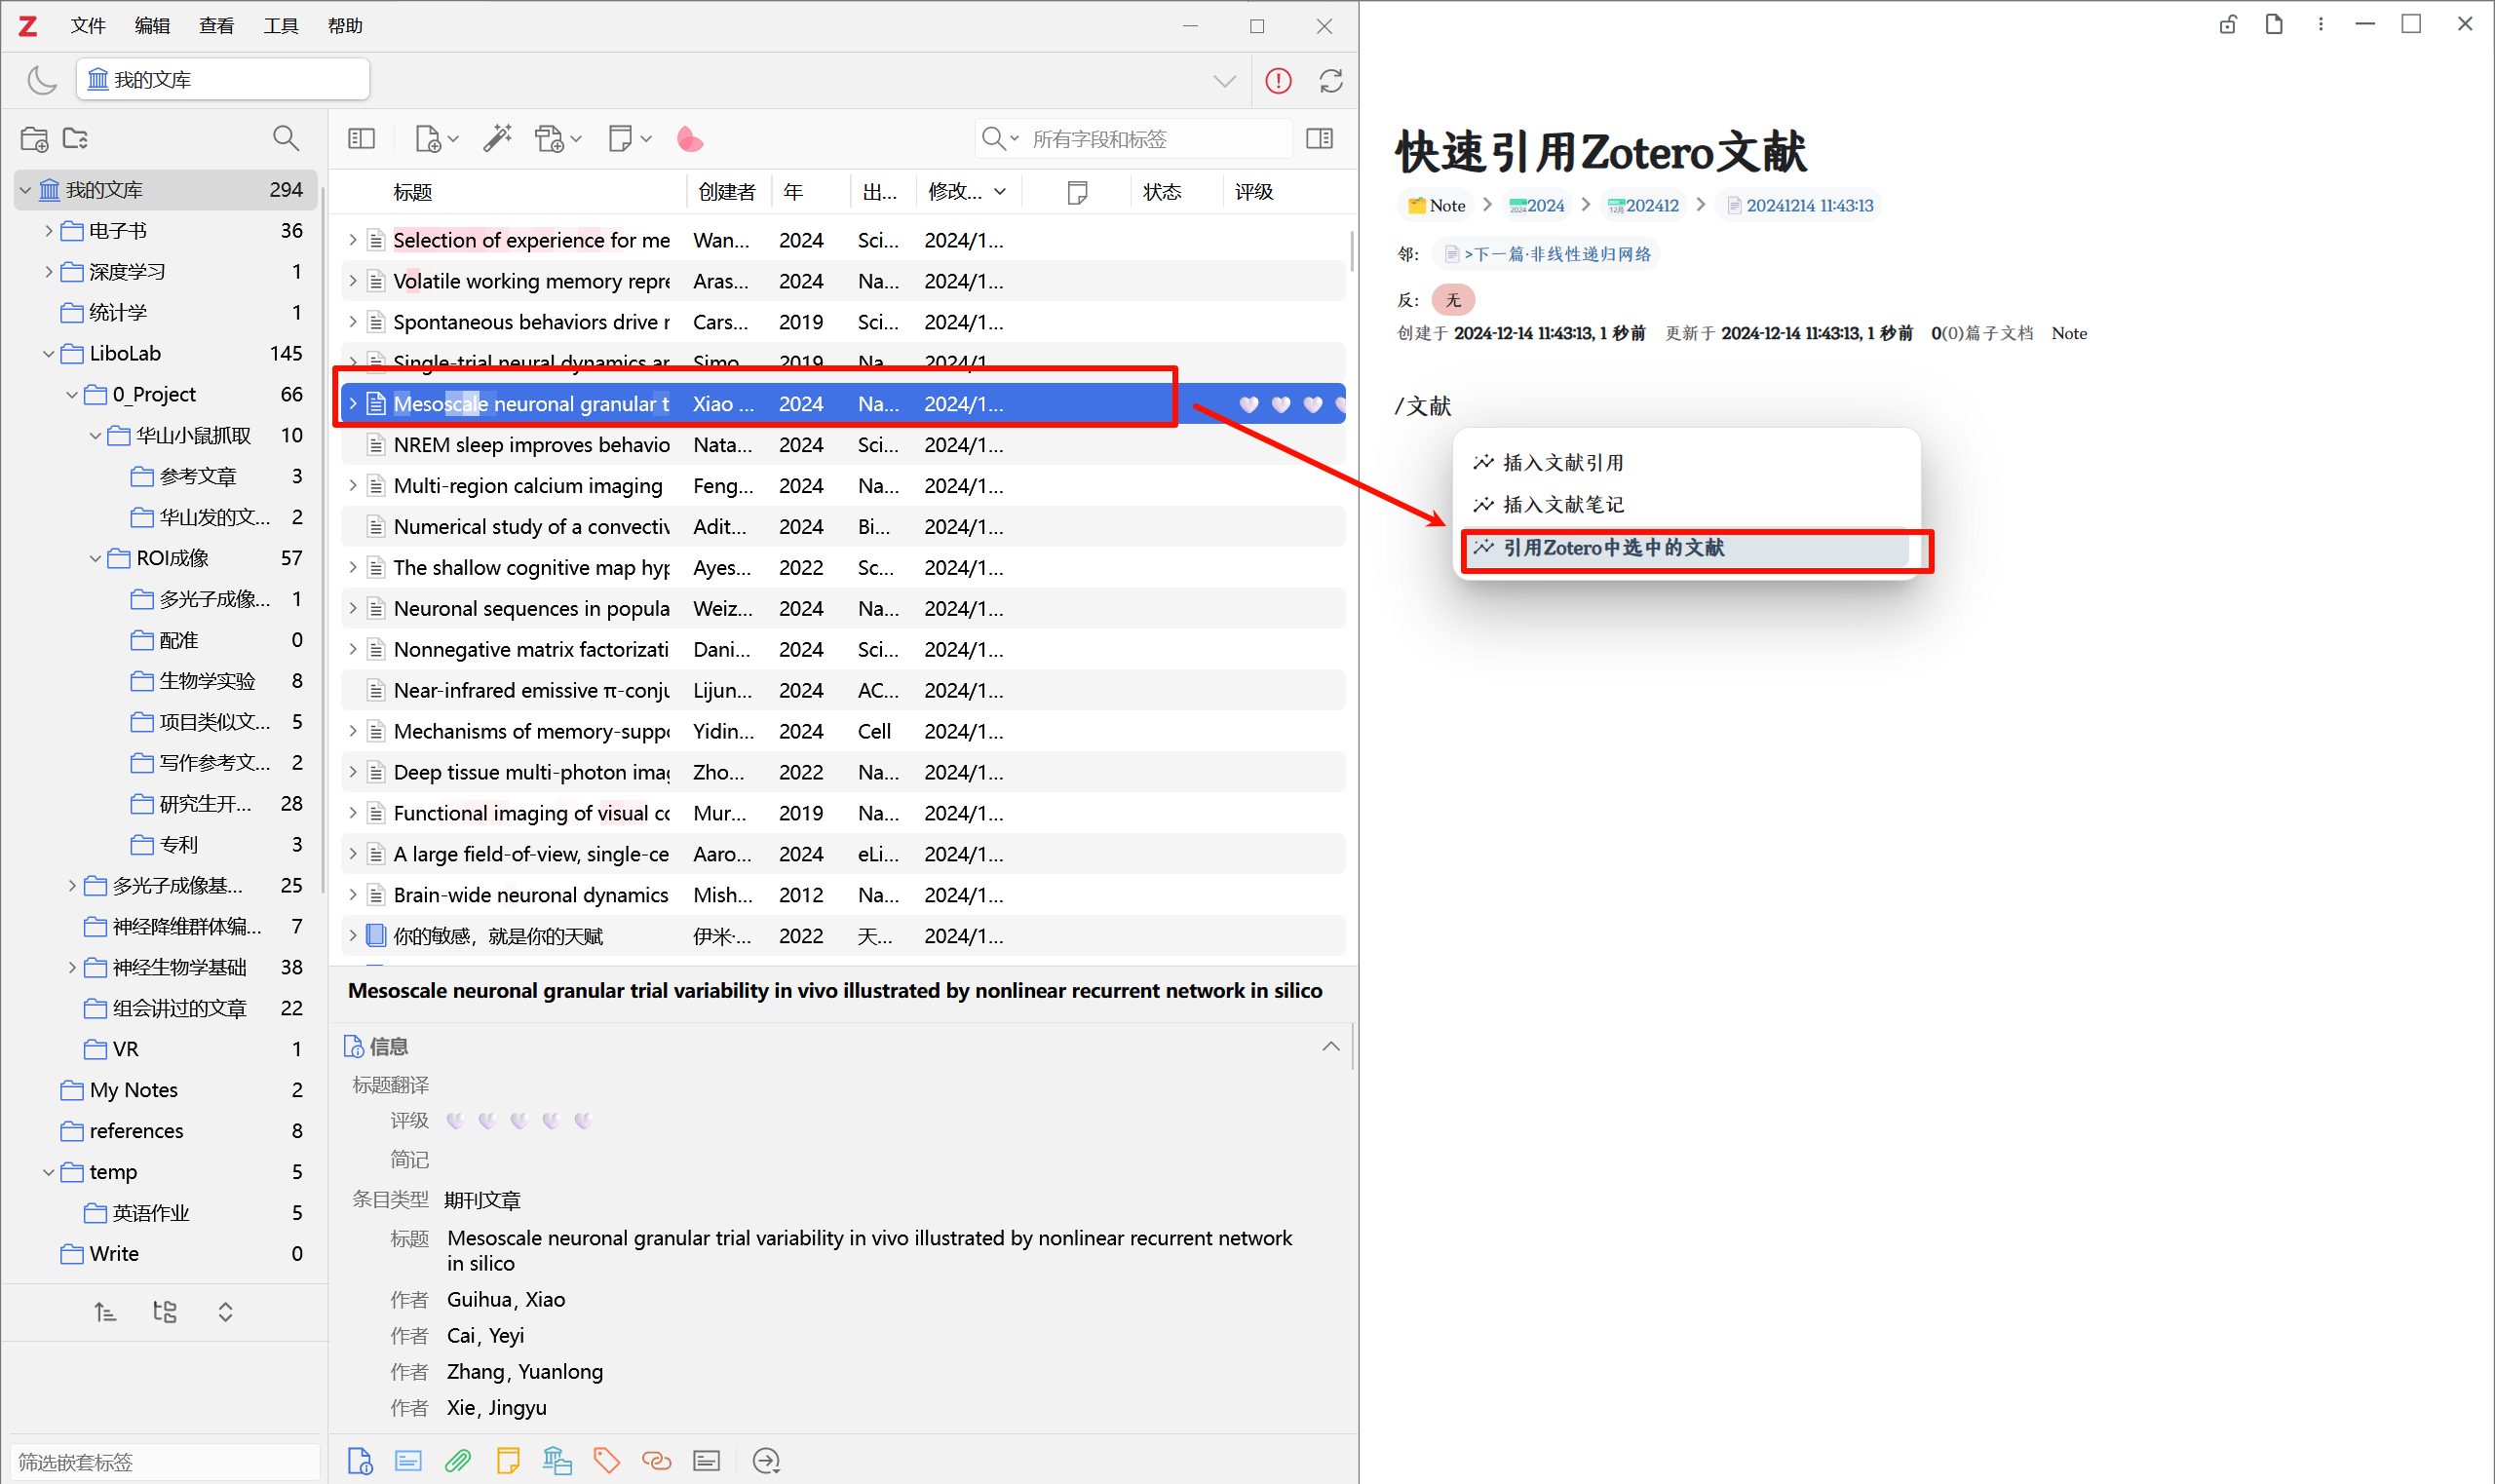 Z 文件 编辑 查看 工具 帮助
我的文库
所有字段和标签
我的文库 294
电子书 36
深度学习 1
统计学 1
LiboLab 145
0_Project 66
华山小鼠抓取 10
参考文章 3
华山发的文... 2
ROI成像 57
多光子成像... 1
配准 0
生物学实验 8
项目类似文... 5
写作参考文... 2
研究生开... 28
专利 3
多光子成像基... 25
神经降维群体编... 7
神经生物学基础 38
组会讲过的文章 22
VR 1
My Notes 2
references 8
temp 5
英语作业 5
Write 0
筛选嵌套标签
标题 创建者 年 出... 修改... 状态 评级
Selection of experience for me Wan... 2024 Sci... 2024/1...
Volatile working memory repre Aras... 2024 Na... 2024/1...
Spontaneous behaviors drive r Cars... 2019 Sci... 2024/1...
Single-trial neural dynamics ar Simo... 2019 Na... 2024/1...
Mesoscale neuronal granular t Xiao ... 2024 Na... 2024/1...
NREM sleep improves behavio Nata... 2024 Sci... 2024/1...
Multi-region calcium imaging Feng... 2024 Na... 2024/1...
Numerical study of a convectiv Adit... 2024 Bi... 2024/1...
The shallow cognitive map hyp Ayes... 2022 Sc... 2024/1...
Neuronal sequences in popula Weiz... 2024 Na... 2024/1...
Nonnegative matrix factorizati Dani... 2024 Sci... 2024/1...
Near-infrared emissive π-conju Lijun... 2024 AC... 2024/1...
Mechanisms of memory-suppo Yidin... 2024 Cell 2024/1...
Deep tissue multi-photon imag Zho... 2022 Na... 2024/1...
Functional imaging of visual co Mur... 2019 Na... 2024/1...
A large field-of-view, single-ce Aaro... 2024 eLi... 2024/1...
Brain-wide neuronal dynamics Mish... 2012 Na... 2024/1...
你的敏感，就是你的天赋 伊米·... 2022 天... 2024/1...
Mesoscale neuronal granular trial variability in vivo illustrated by nonlinear recurrent network in silico
信息
标题翻译
评级
简记
条目类型 期刊文章
标题 Mesoscale neuronal granular trial variability in vivo illustrated by nonlinear recurrent network
in silico
作者 Guihua, Xiao
作者 Cai, Yeyi
作者 Zhang, Yuanlong
作者 Xie, Jingyu
快速引用Zotero文献
Note > 2024 > 202412 > 20241214 11:43:13
邻: >下一篇·非线性递归网络
反: 无
创建于 2024-12-14 11:43:13, 1 秒前 更新于 2024-12-14 11:43:13, 1 秒前 0(0)篇子文档 Note
/文献
插入文献引用
插入文献笔记
引用Zotero中选中的文献